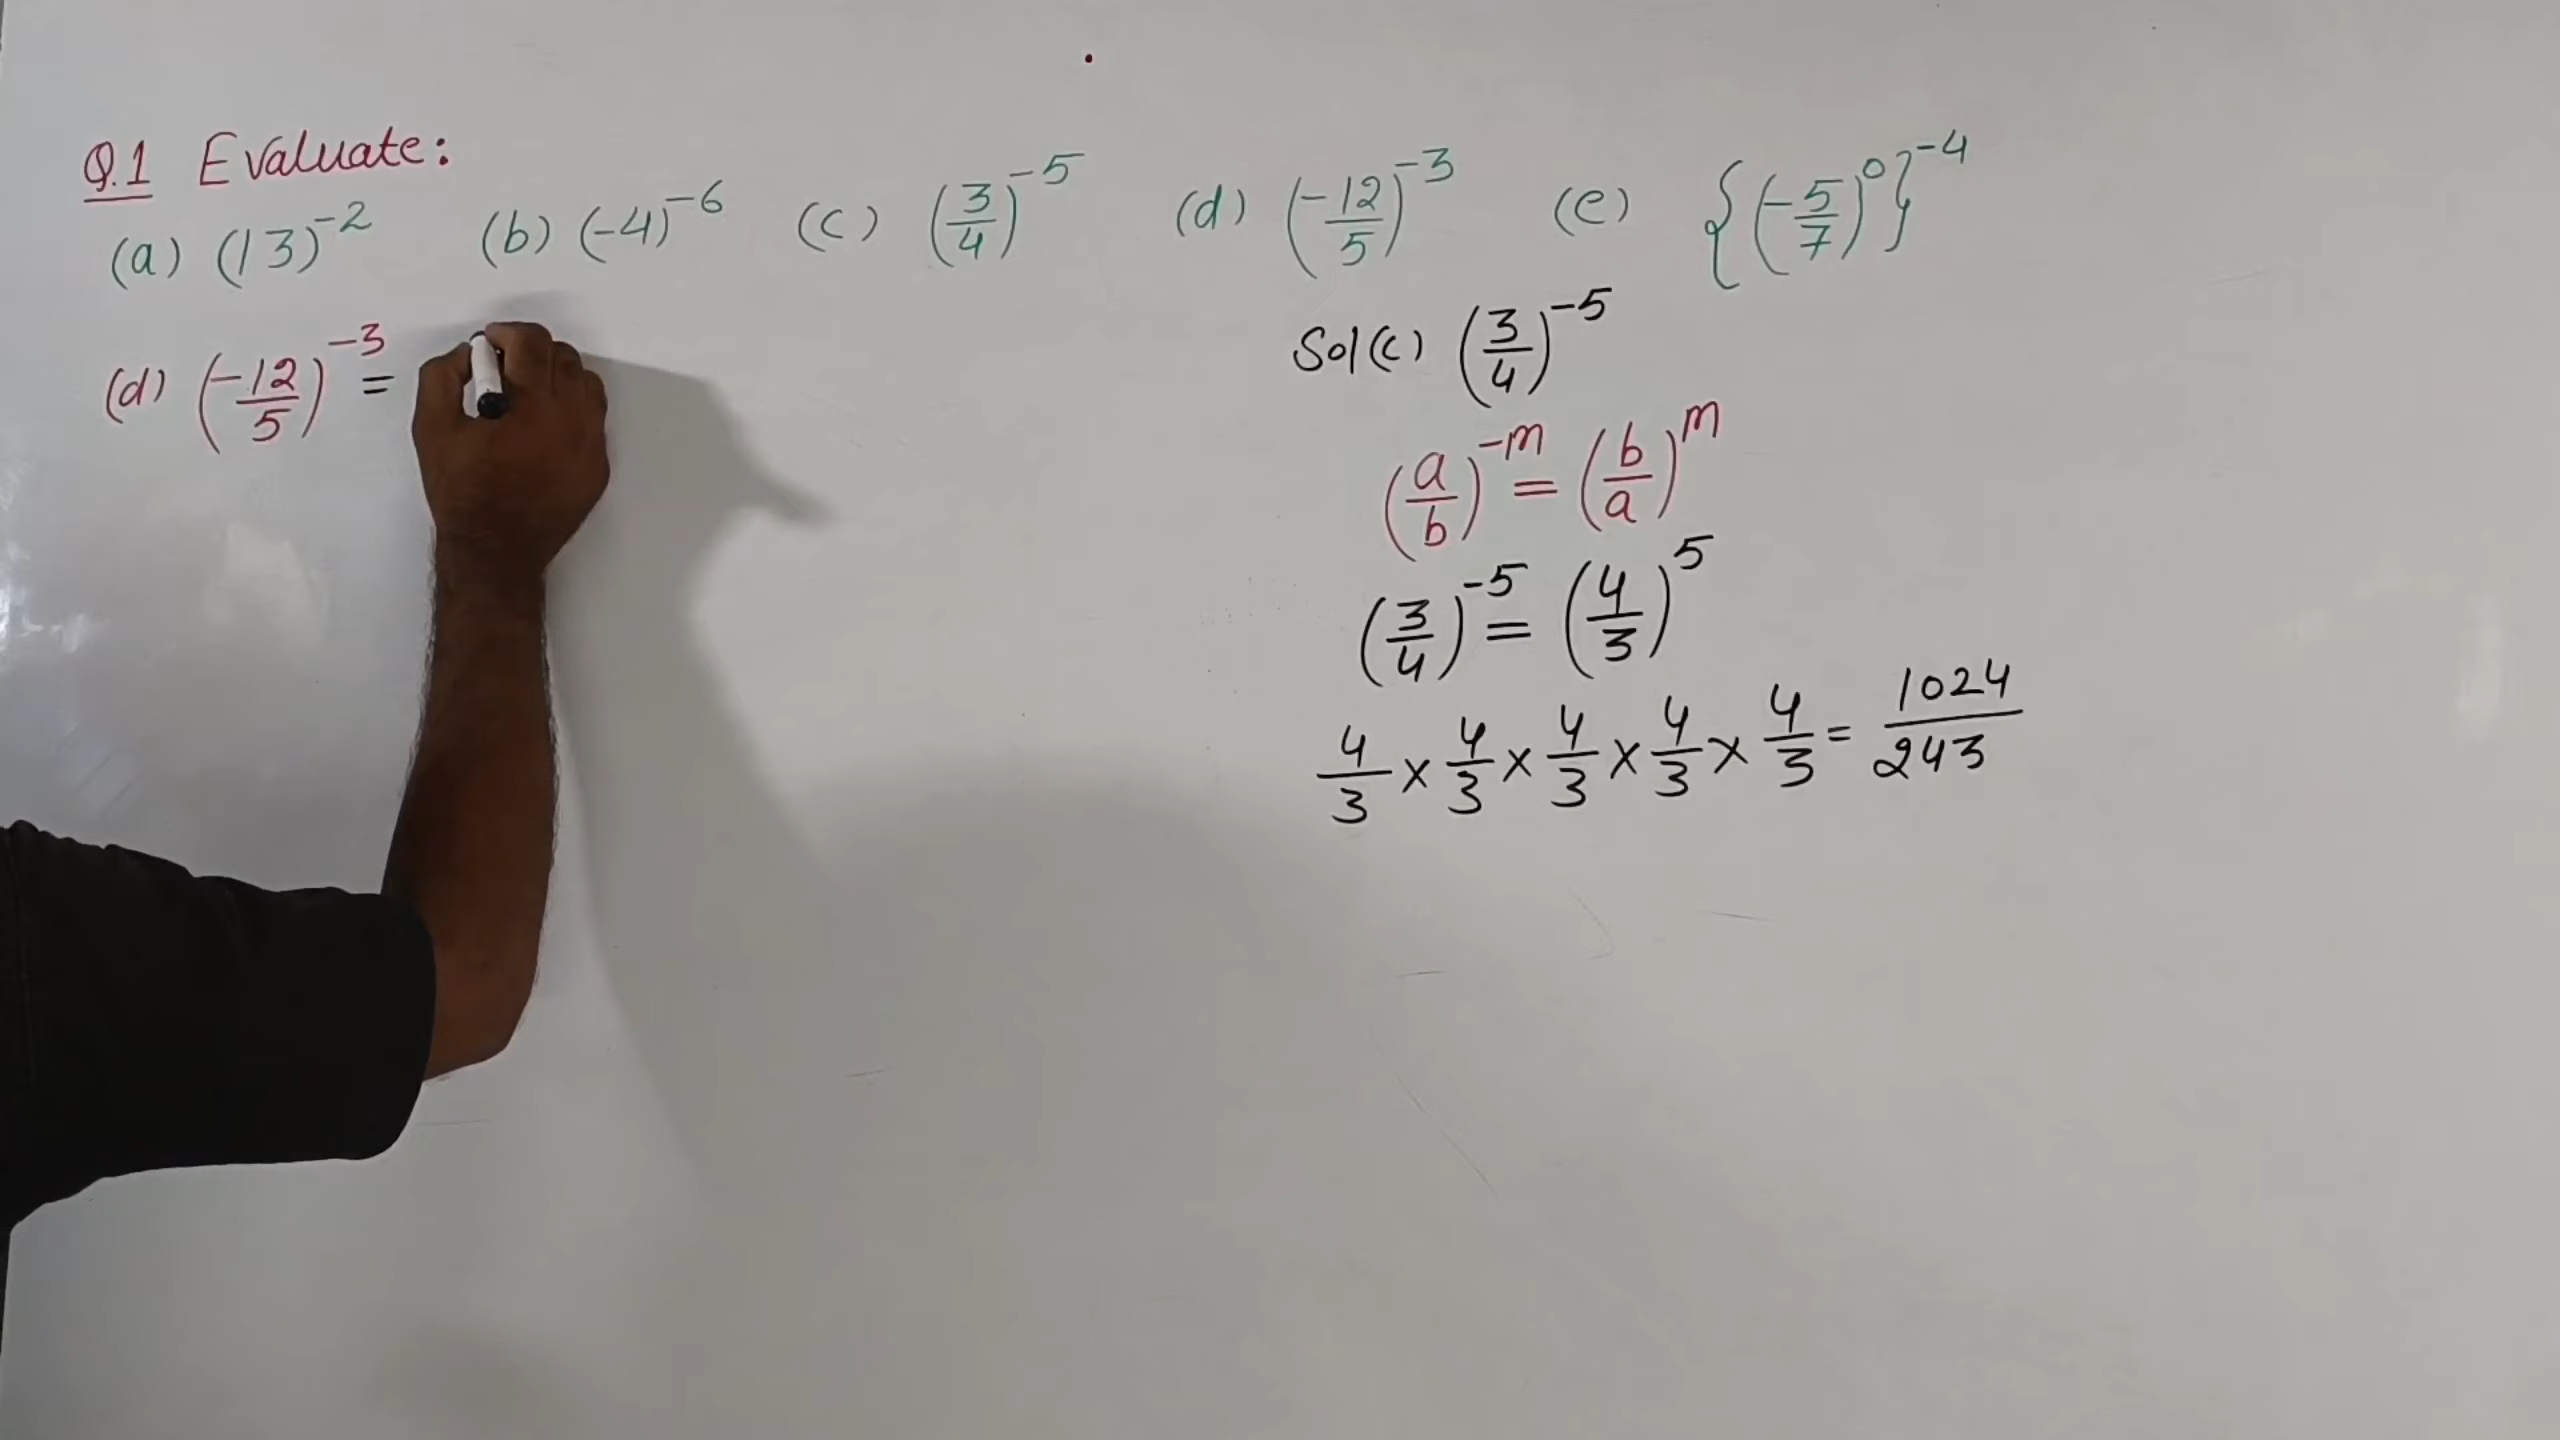 Q.1 Evaluate:
(a) (13)^-2 (b) (-4)^-6 (c) (3/4)^-5 (d) (-12/5)^-3 (e) {(-5/7)^0}^-4
(d) (-12/5)^-3 =
Sol(c) (3/4)^-5
(a/b)^-m = (b/a)^m
(3/4)^-5 = (4/3)^5
4/3 × 4/3 × 4/3 × 4/3 × 4/3 = 1024/243